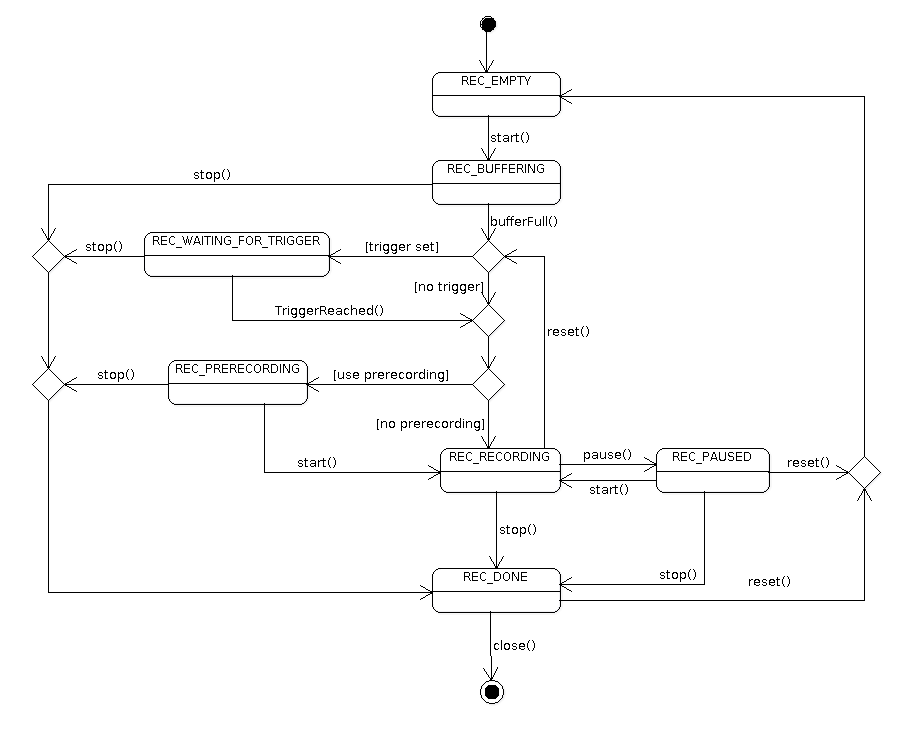 REC_EMPTY
start()
REC_BUFFERING
stop()
bufferFull()
REC_WAITING_FOR_TRIGGER
stop()
[trigger set]
[no trigger]
TriggerReached()
reset()
REC_PRERECORDING
stop()
[use prerecording]
[no prerecording]
REC_RECORDING
pause()
REC_PAUSED
reset()
start()
start()
stop()
REC_DONE
stop()
reset()
close()